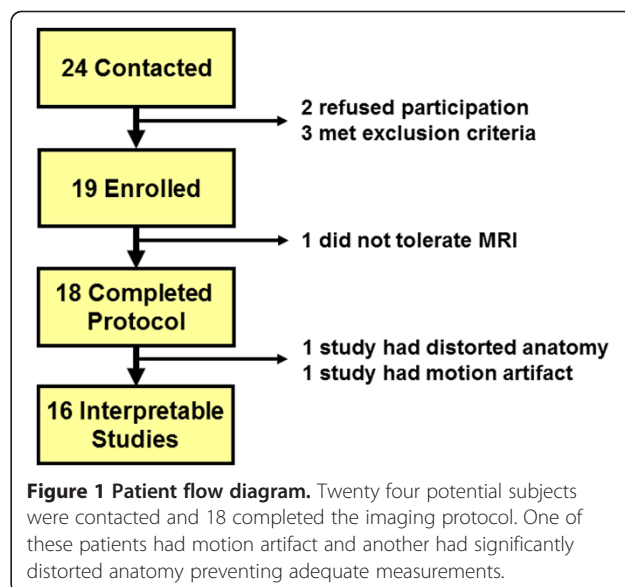 24 Contacted
2 refused participation
3 met exclusion criteria
19 Enrolled
1 did not tolerate MRI
18 Completed
Protocol
1 study had distorted anatomy
1 study had motion artifact
16 Interpretable
Studies
Figure 1 Patient flow diagram. Twenty four potential subjects
were contacted and 18 completed the imaging protocol. One of
these patients had motion artifact and another had significantly
distorted anatomy preventing adequate measurements.